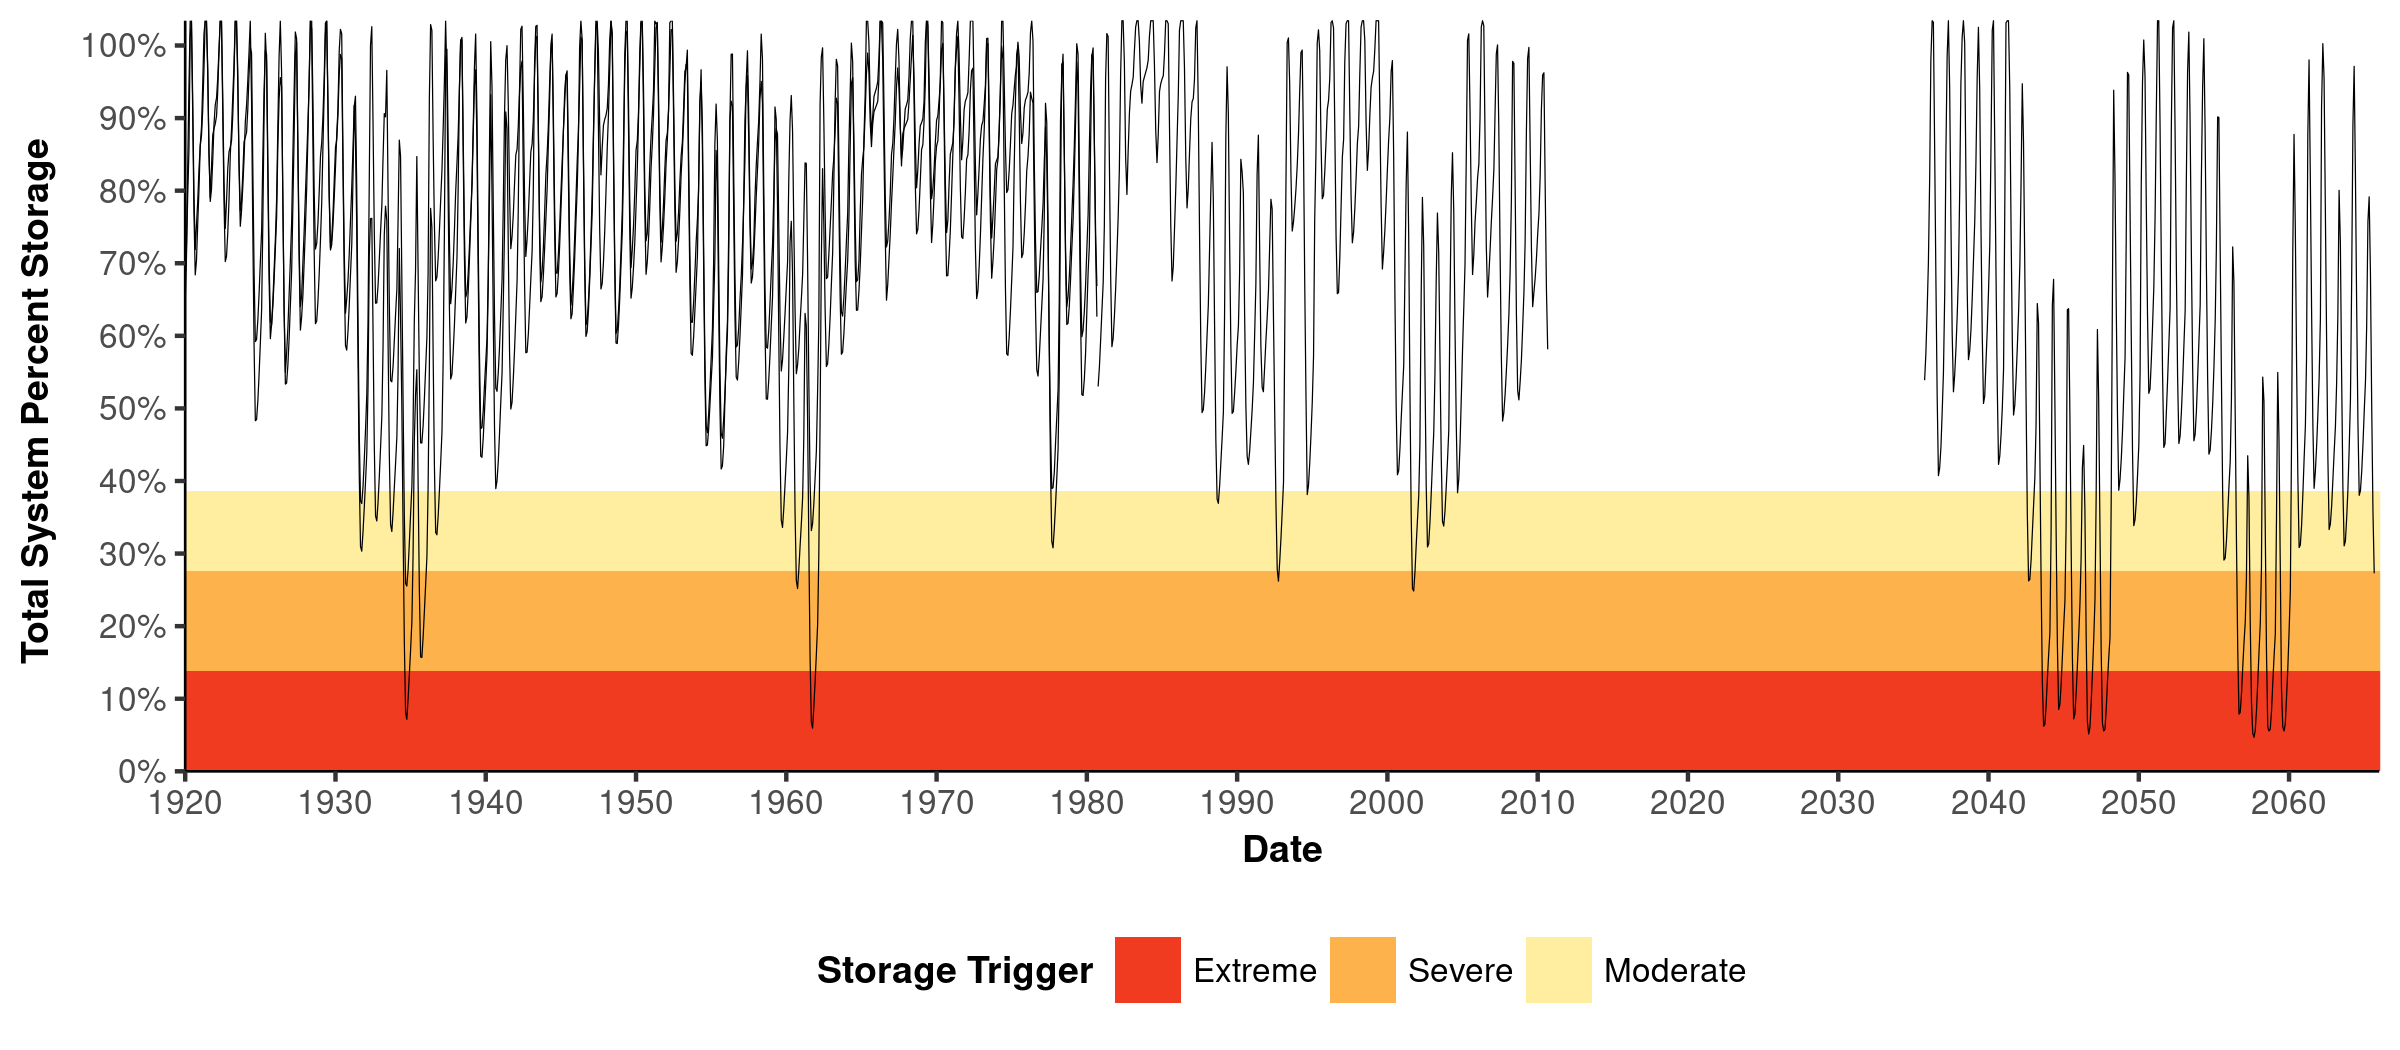 Total System Percent Storage
100%
90%
80%
70%
60%
50%
40%
30%
20%
10%
0%
1920 1930 1940 1950 1960 1970 1980 1990 2000 2010 2020 2030 2040 2050 2060
Date
Storage Trigger Extreme Severe Moderate